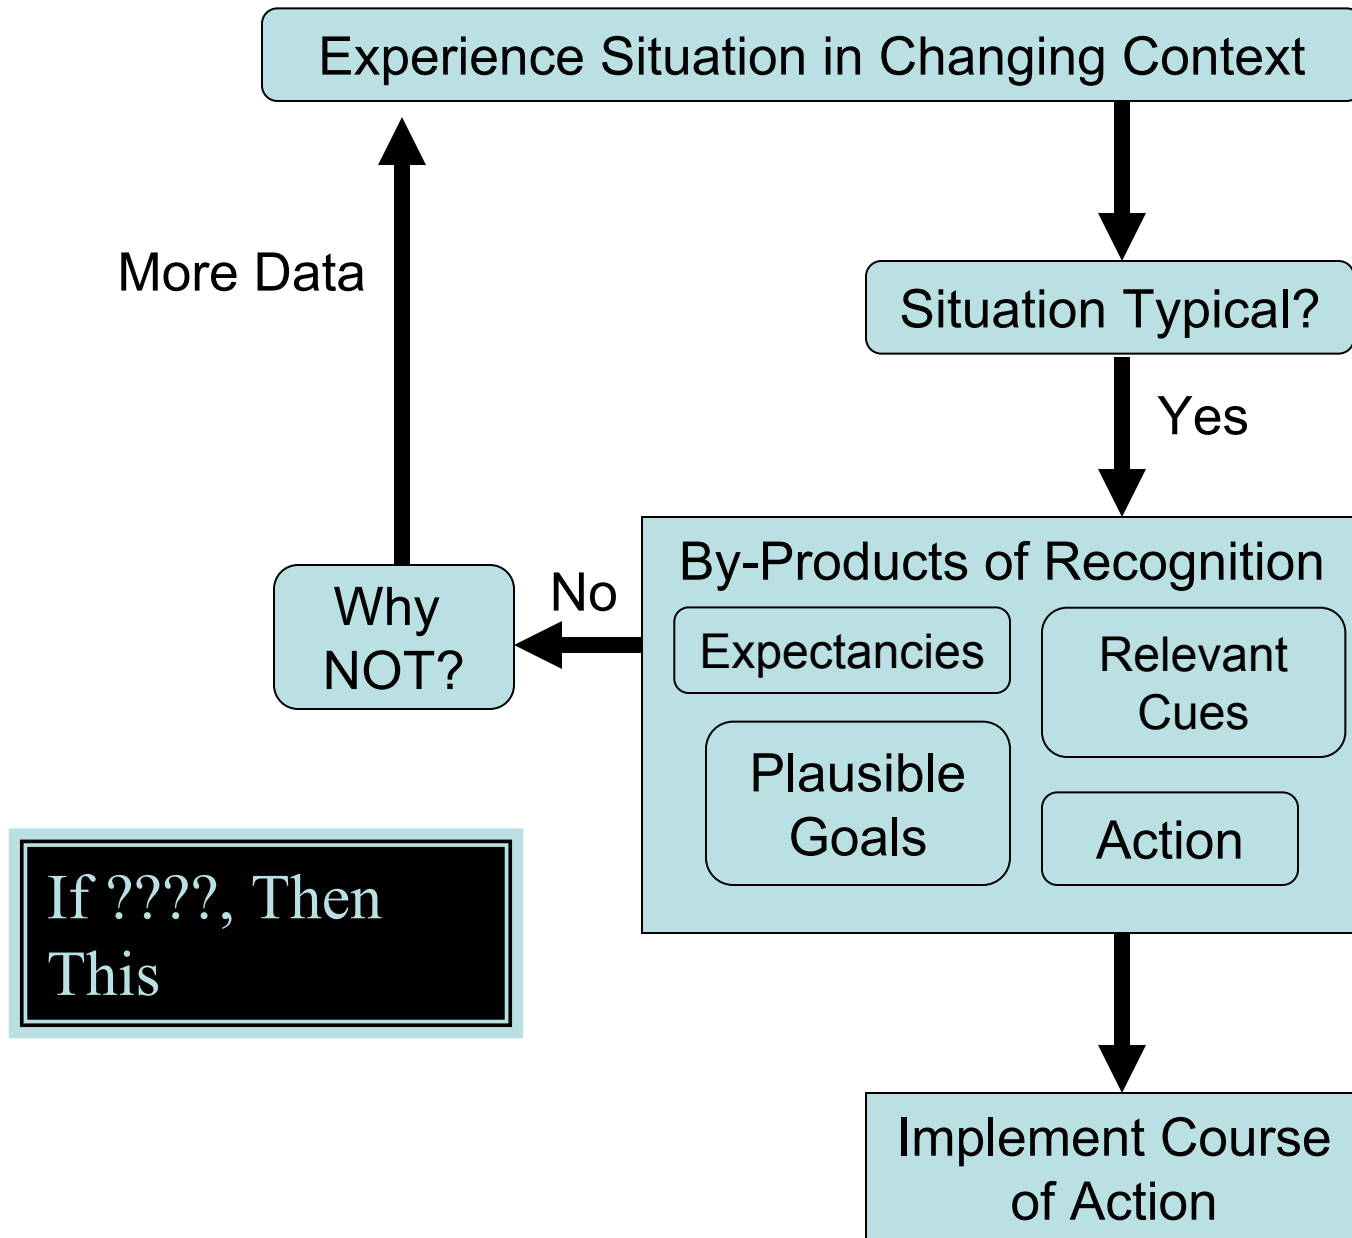 Experience Situation in Changing Context
More Data
Situation Typical?
Yes
By-Products of Recognition
Why
NOT?
No
Expectancies
Relevant
Cues
Plausible
Goals
Action
If ????, Then
This
Implement Course
of Action